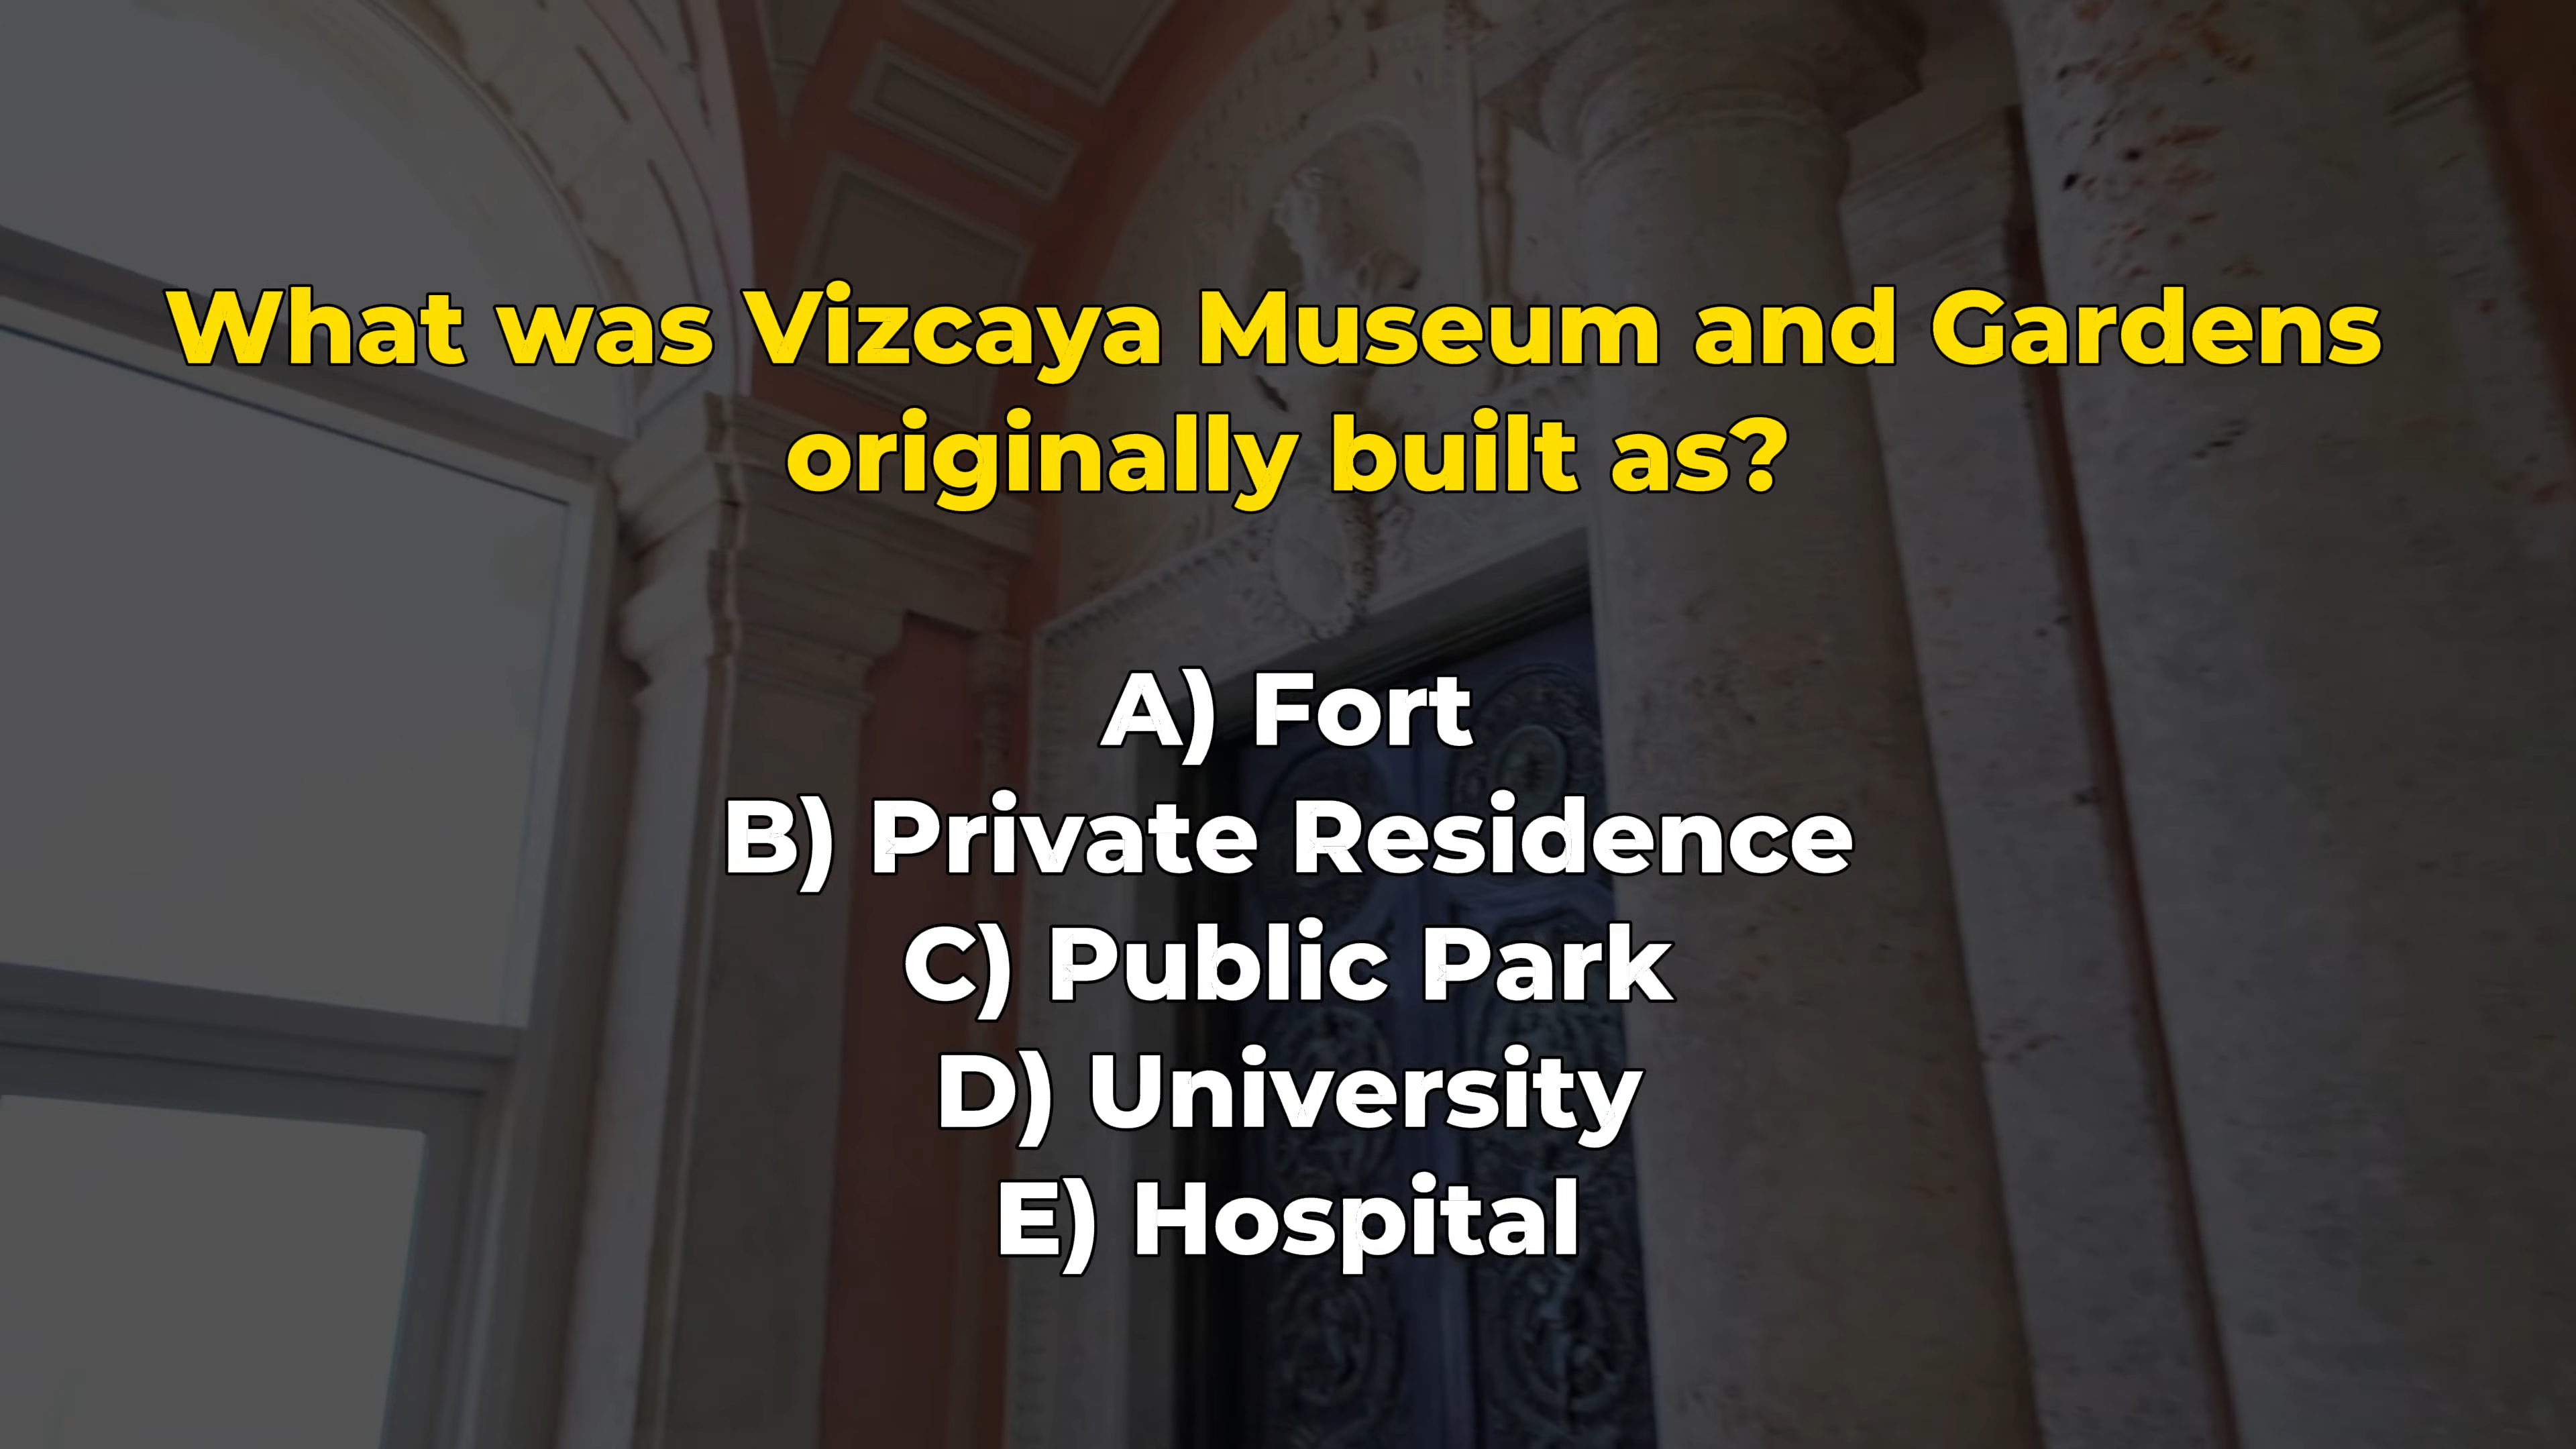 What was Vizcaya Museum and Gardens
originally built as?
A) Fort
B) Private Residence
C) Public Park
D) University
E) Hospital